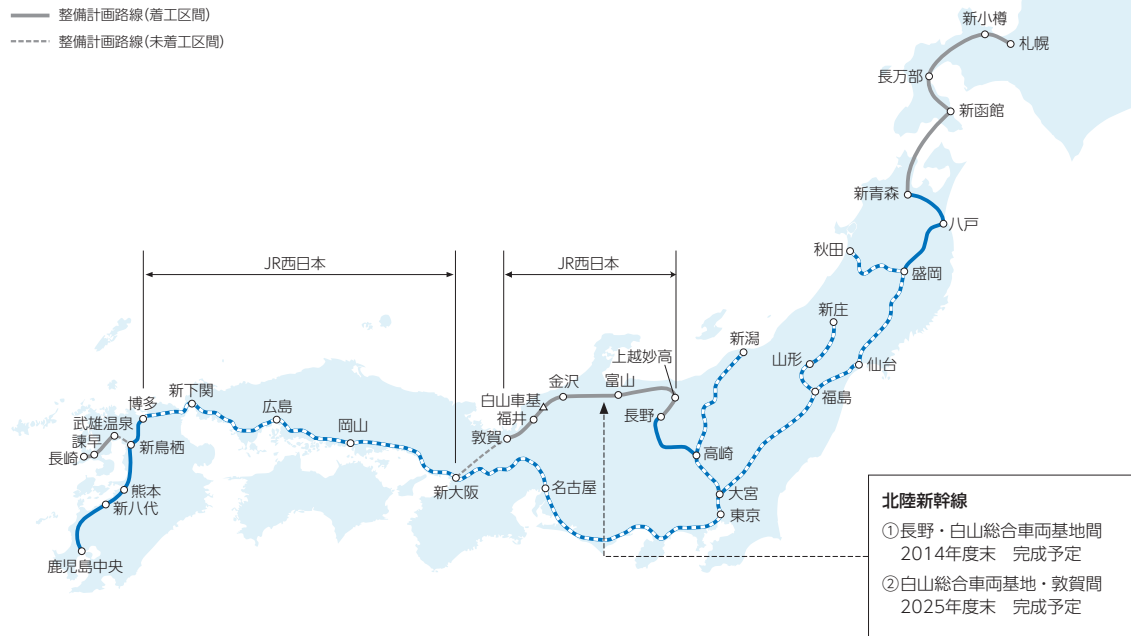 整備計画路線(着工区間)
整備計画路線(未着工区間)
新小樽
札幌
長万部
新函館
新青森
八戸
秋田
盛岡
JR西日本
JR西日本
新庄
新潟
山形
仙台
上越妙高
福島
金沢
富山
白山車基
福井
長野
敦賀
高崎
新下関
博多
広島
武雄温泉
岡山
諫早
長崎
新鳥栖
新大阪
名古屋
大宮
東京
熊本
新八代
鹿児島中央
北陸新幹線
①長野・白山総合車両基地間
2014年度末 完成予定
②白山総合車両基地・敦賀間
2025年度末 完成予定